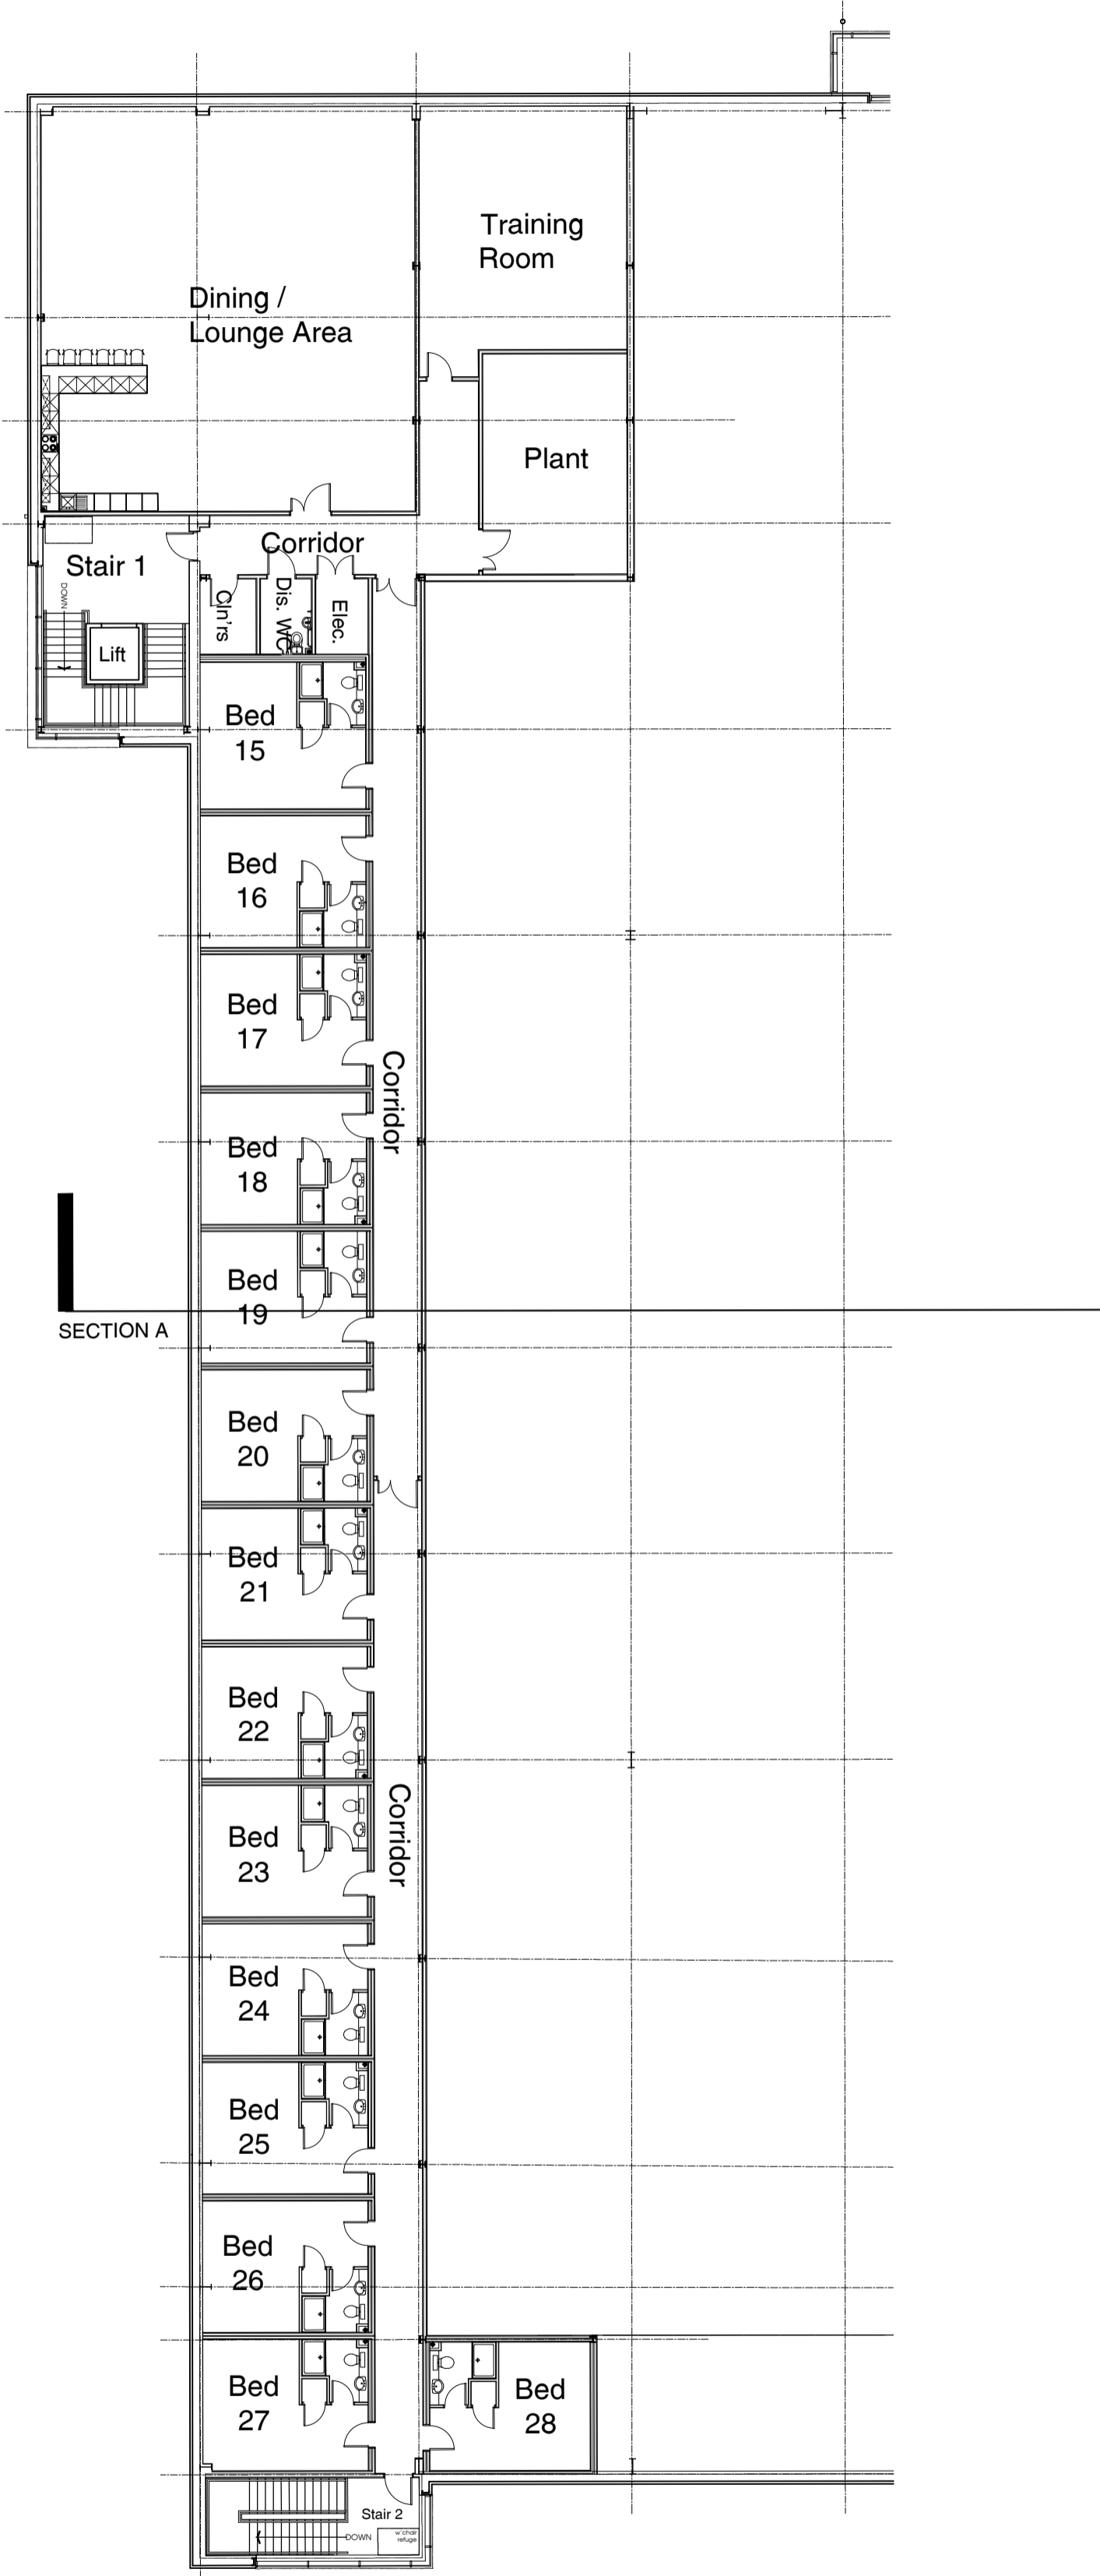 Training
Room
Dining /
Lounge Area
Plant
Corridor
Stair 1
DOWN
Cln'rs
Dis. WC
Elec.
Lift
Bed
15
Bed
16
Bed
17
Corridor
Bed
18
Bed
19
SECTION A
Bed
20
Bed
21
Bed
22
Corridor
Bed
23
Bed
24
Bed
25
Bed
26
Bed
27
Bed
28
Stair 2
DOWN
w'chair
refuge